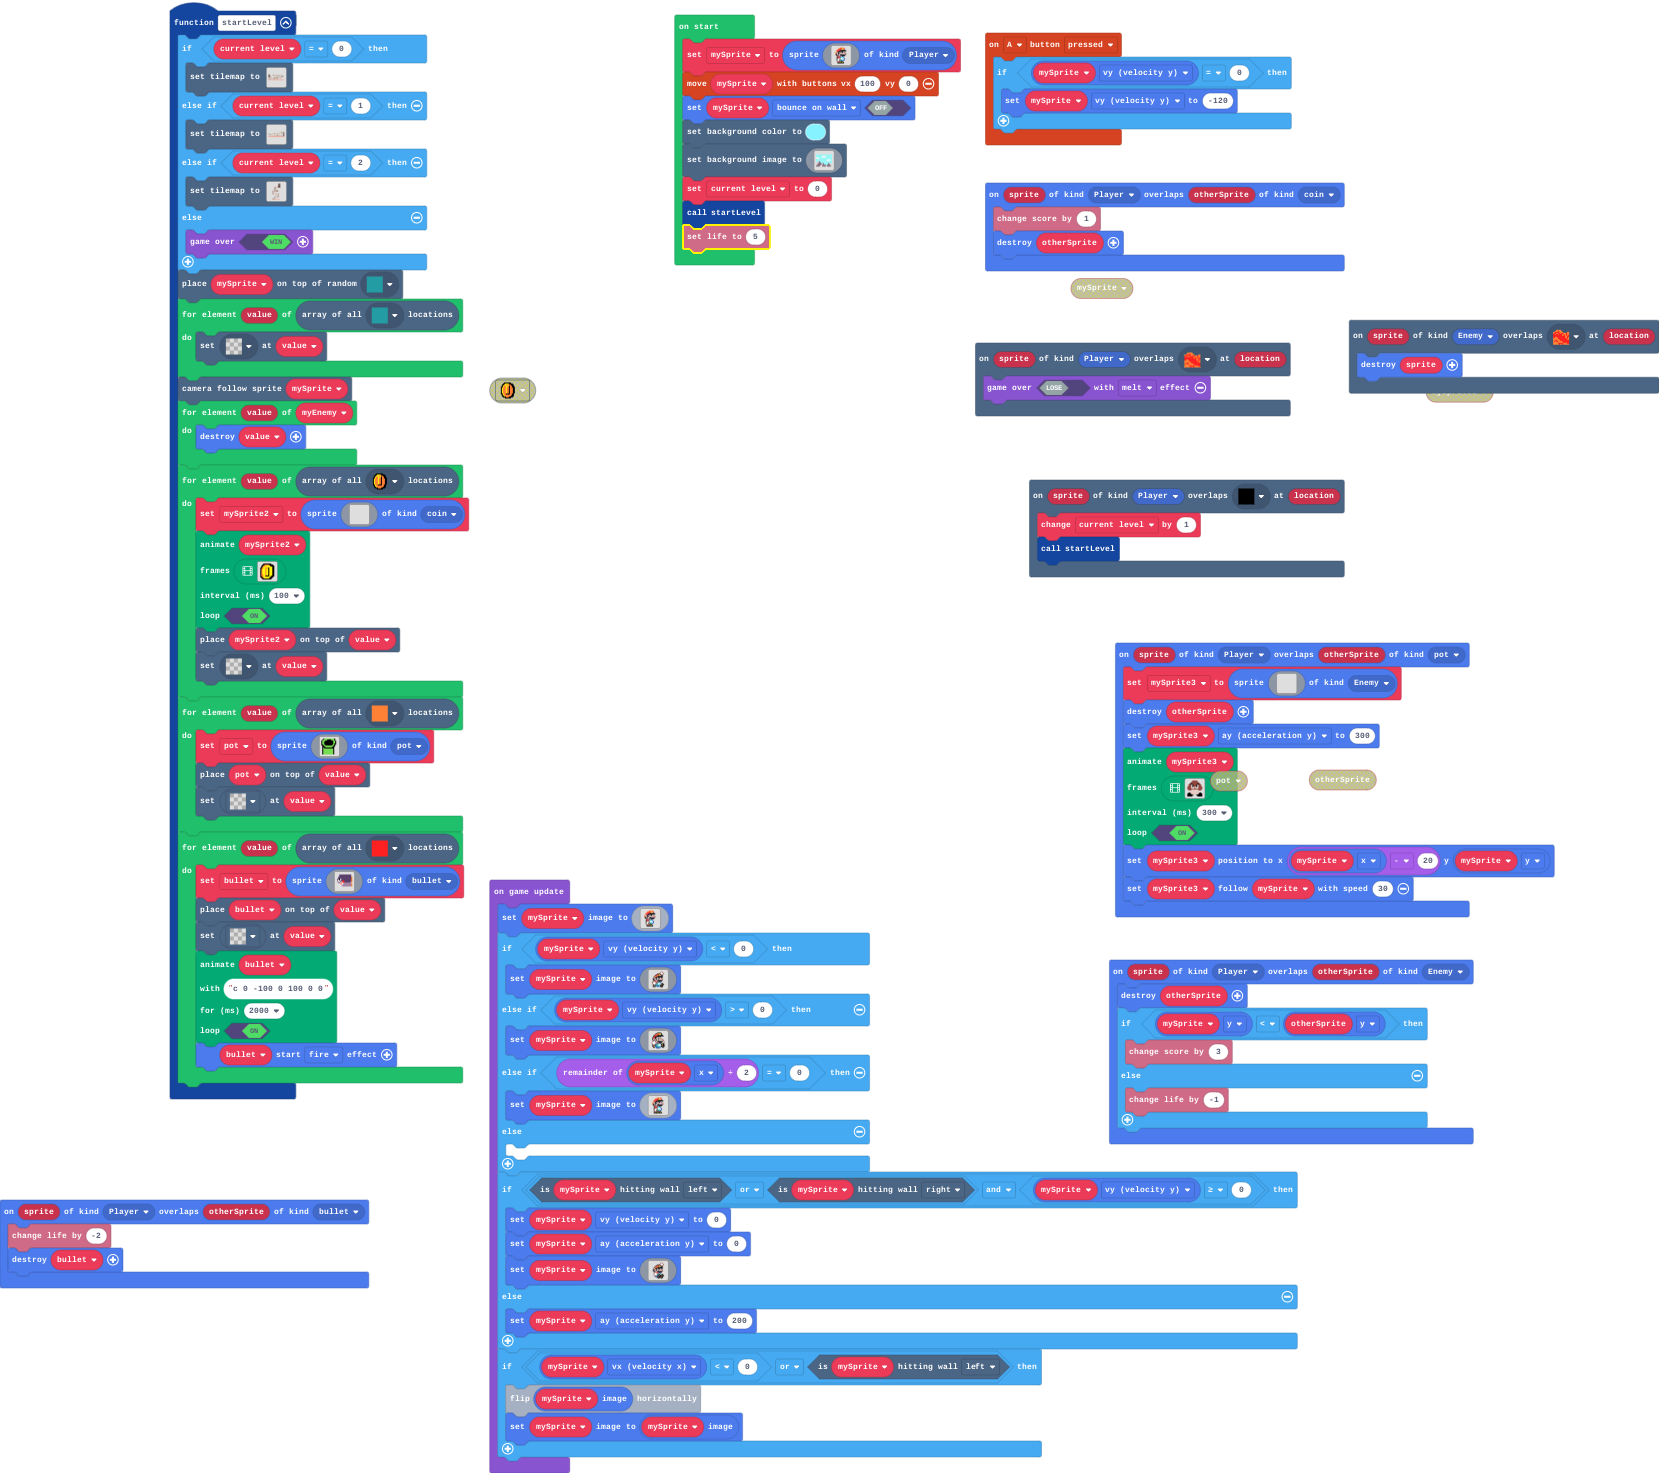 function startLevel
if current level = 0 then
set tilemap to
else if current level = 1 then
set tilemap to
else if current level = 2 then
set tilemap to
else
game over WIN
place mySprite on top of random
for element value of array of all locations
do
set at value
camera follow sprite mySprite
for element value of myEnemy
do
destroy value
for element value of array of all locations
do
set mySprite2 to sprite of kind coin
animate mySprite2
frames
interval (ms) 100
loop ON
place mySprite2 on top of value
set at value
for element value of array of all locations
do
set pot to sprite of kind pot
place pot on top of value
set at value
for element value of array of all locations
do
set bullet to sprite of kind bullet
place bullet on top of value
set at value
animate bullet
with "c 0 -100 0 100 0 0"
for (ms) 2000
loop ON
bullet start fire effect
on sprite of kind Player overlaps otherSprite of kind bullet
change life by -2
destroy bullet
on start
set mySprite to sprite of kind Player
move mySprite with buttons vx 100 vy 0
set mySprite bounce on wall OFF
set background color to
set background image to
set current level to 0
call startLevel
set life to 5
on game update
set mySprite image to
if mySprite vy (velocity y) < 0 then
set mySprite image to
else if mySprite vy (velocity y) > 0 then
set mySprite image to
else if remainder of mySprite x ÷ 2 = 0 then
set mySprite image to
else
if is mySprite hitting wall left or is mySprite hitting wall right and mySprite vy (velocity y) ≥ 0 then
set mySprite vy (velocity y) to 0
set mySprite ay (acceleration y) to 0
set mySprite image to
else
set mySprite ay (acceleration y) to 200
if mySprite vx (velocity x) < 0 or is mySprite hitting wall left then
flip mySprite image horizontally
set mySprite image to mySprite image
on A button pressed
if mySprite vy (velocity y) = 0 then
set mySprite vy (velocity y) to -120
on sprite of kind Player overlaps otherSprite of kind coin
change score by 1
destroy otherSprite
mySprite
on sprite of kind Player overlaps at location
game over LOSE with melt effect
on sprite of kind Enemy overlaps at location
destroy sprite
on sprite of kind Player overlaps at location
change current level by 1
call startLevel
on sprite of kind Player overlaps otherSprite of kind pot
set mySprite3 to sprite of kind Enemy
destroy otherSprite
set mySprite3 ay (acceleration y) to 300
animate mySprite3
frames
pot
otherSprite
interval (ms) 300
loop ON
set mySprite3 position to x mySprite x - 20 y mySprite y
set mySprite3 follow mySprite with speed 30
on sprite of kind Player overlaps otherSprite of kind Enemy
destroy otherSprite
if mySprite y < otherSprite y then
change score by 3
else
change life by -1